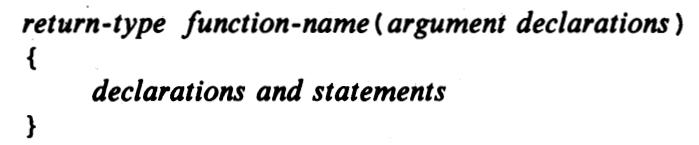 return-type function-name(argument declarations)
{
declarations and statements
}